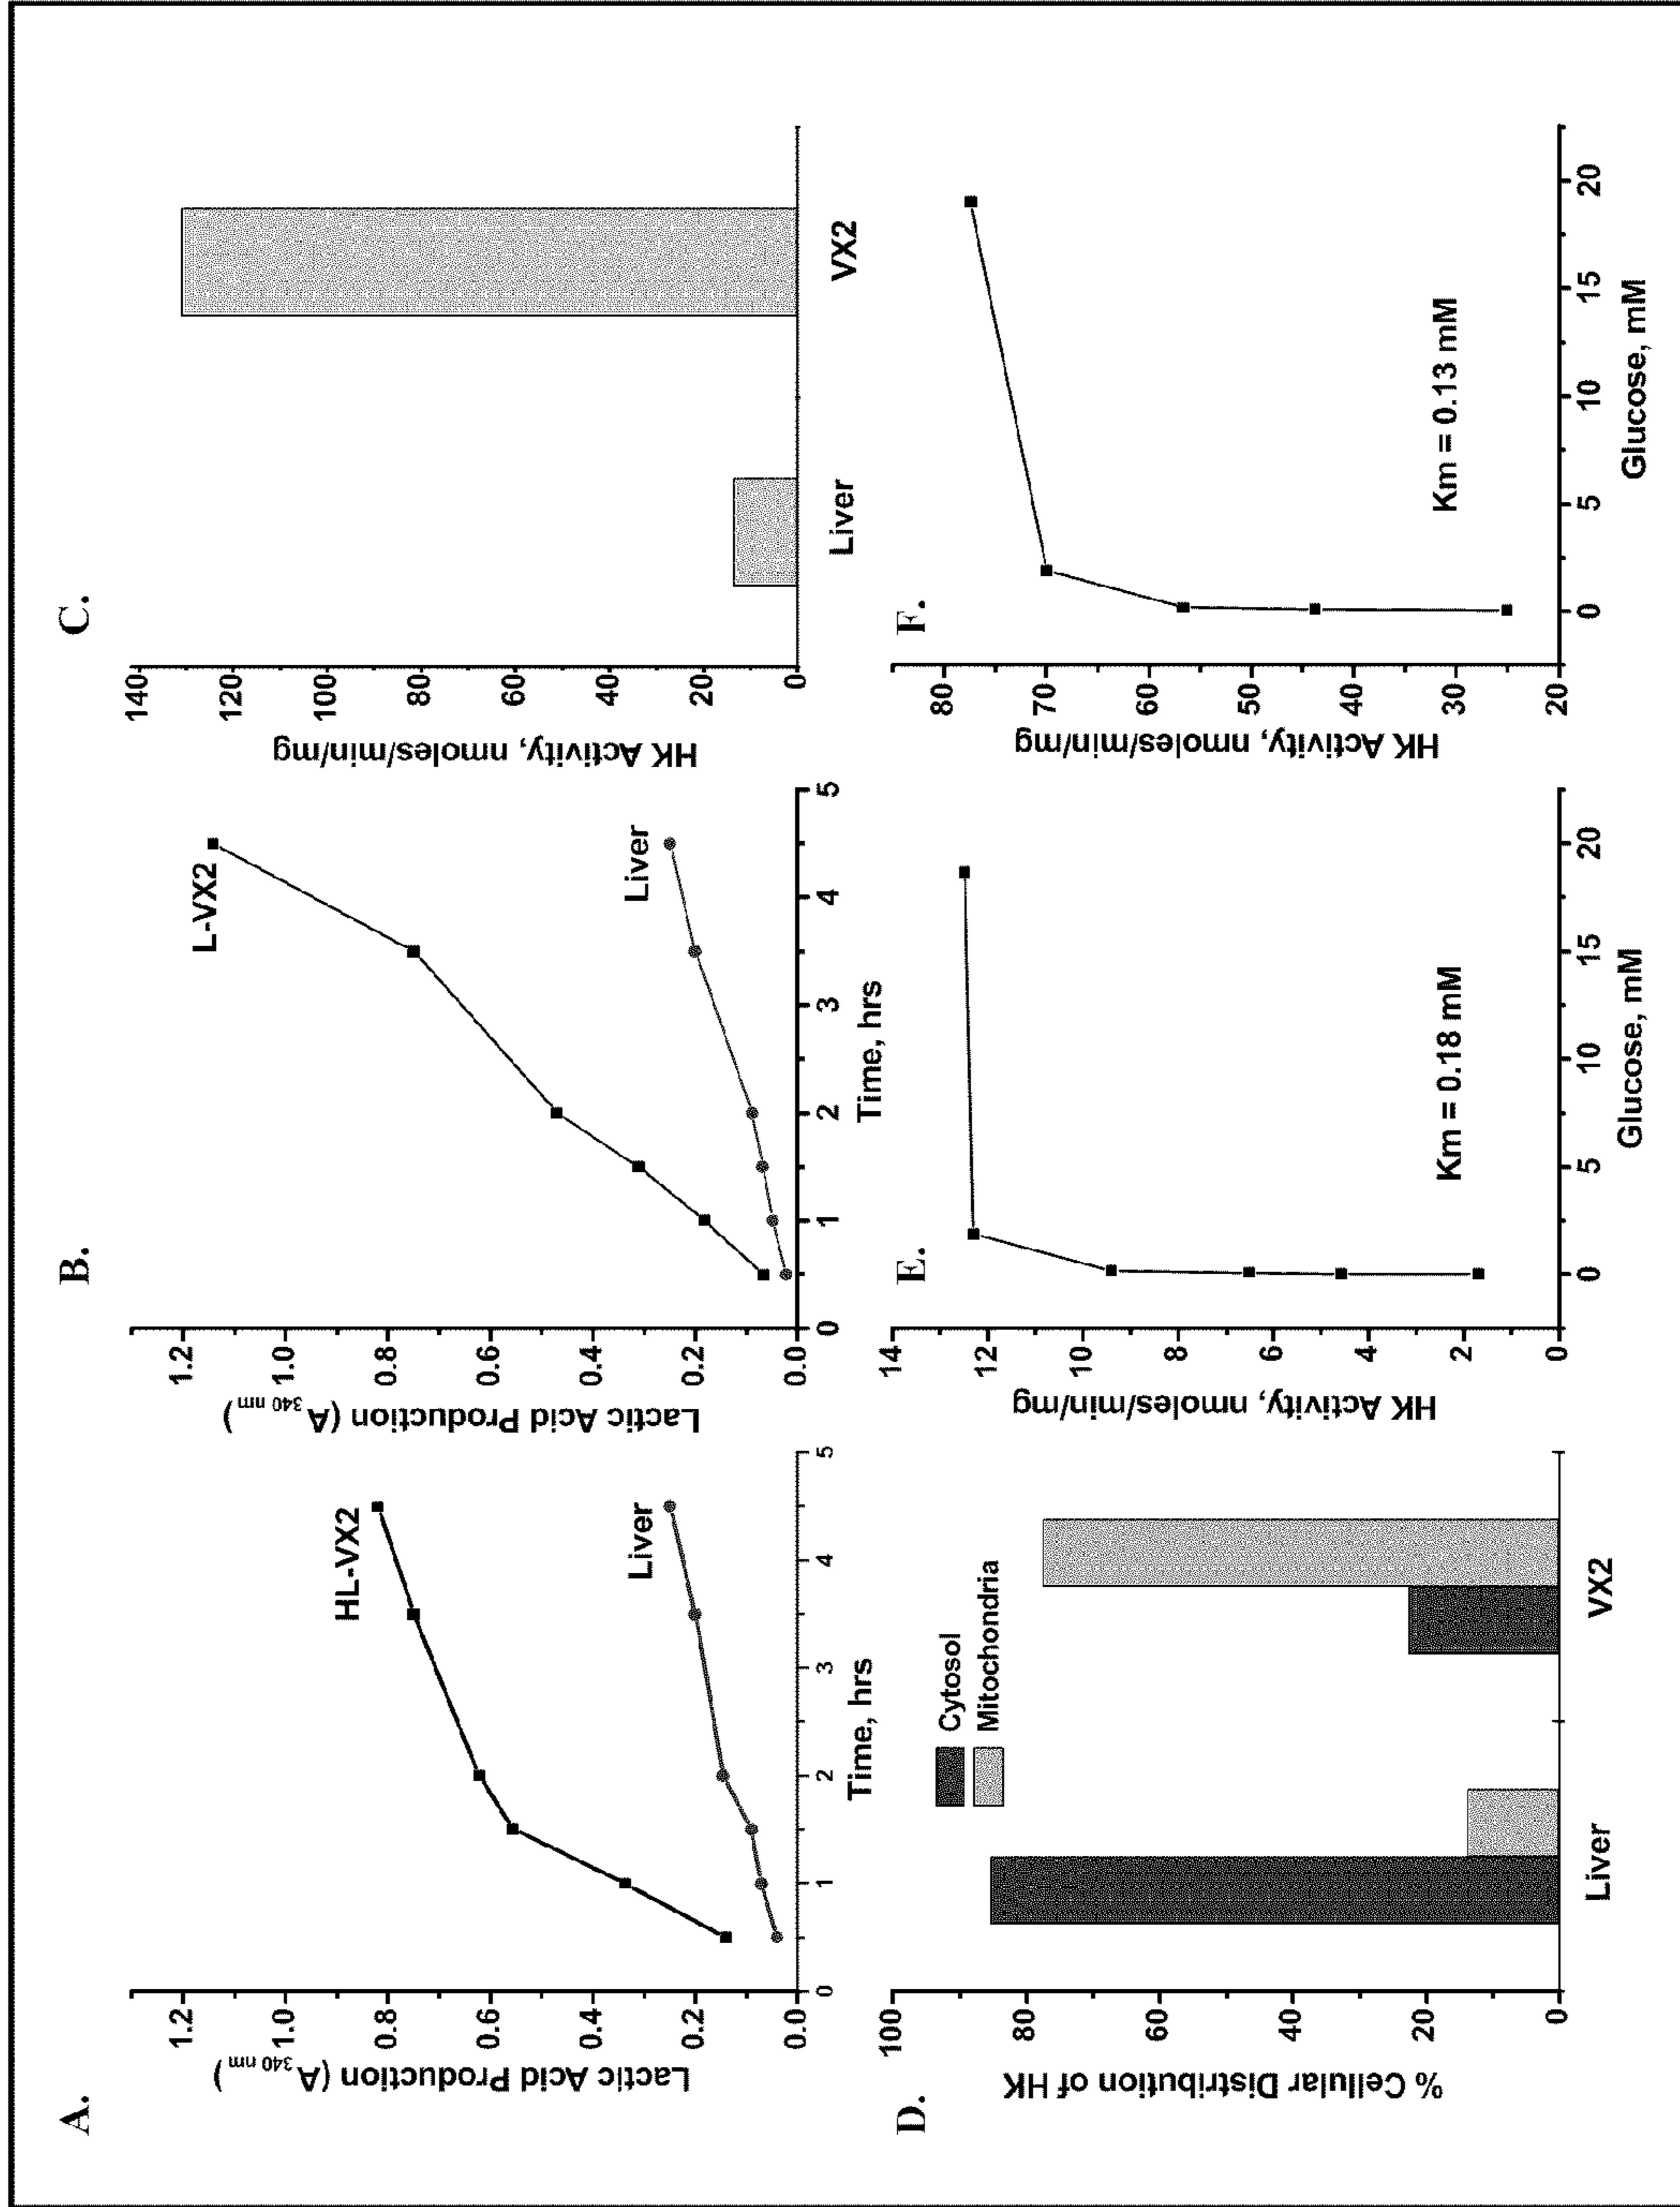 A.
Lactic Acid Production (A 340 nm)
1.2
1.0
0.8
0.6
0.4
0.2
0.0
HL-VX2
Liver
0 1 2 3 4 5
Time, hrs
B.
Lactic Acid Production (A 340 nm)
1.2
1.0
0.8
0.6
0.4
0.2
0.0
L-VX2
Liver
0 1 2 3 4 5
Time, hrs
C.
HK Activity, nmoles/min/mg
140
120
100
80
60
40
20
0
Liver VX2
D.
% Cellular Distribution of HK
100
80
60
40
20
0
Cytosol
Mitochondria
Liver VX2
E.
HK Activity, nmoles/min/mg
14
12
10
8
6
4
2
0
Km = 0.18 mM
0 5 10 15 20
Glucose, mM
F.
HK Activity, nmoles/min/mg
80
70
60
50
40
30
20
Km = 0.13 mM
0 5 10 15 20
Glucose, mM